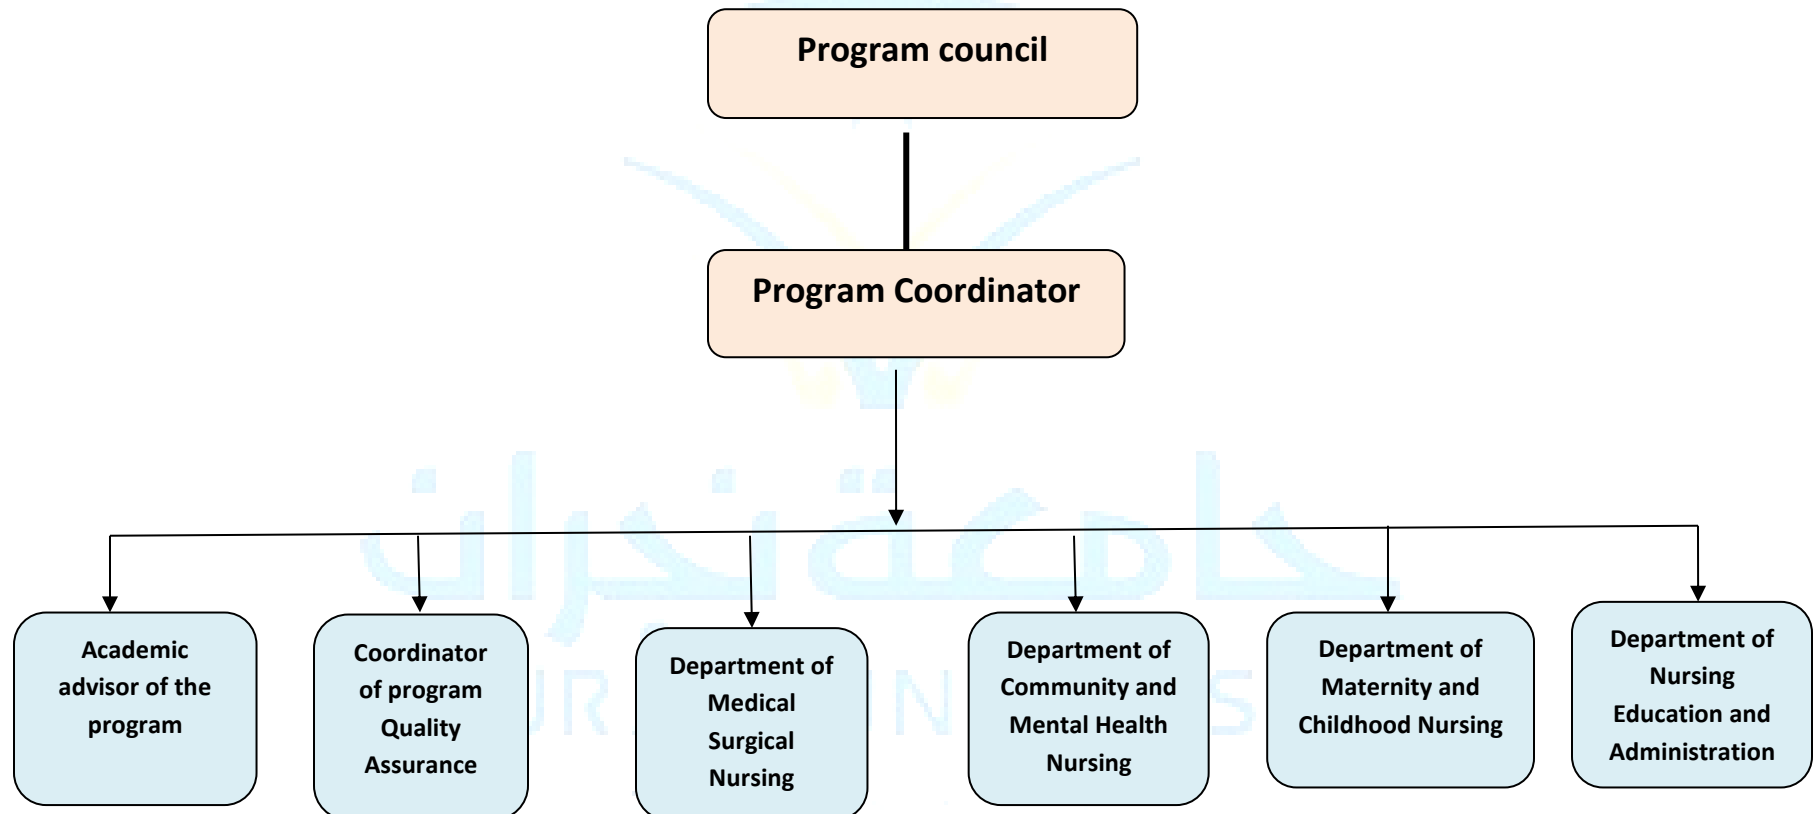 Program council
Program Coordinator
Academic
advisor of the
program
Coordinator
of program
Quality
Assurance
Department of
Medical
Surgical
Nursing
Department of
Community and
Mental Health
Nursing
Department of
Maternity and
Childhood Nursing
Department of
Nursing
Education and
Administration
جامعة نجران